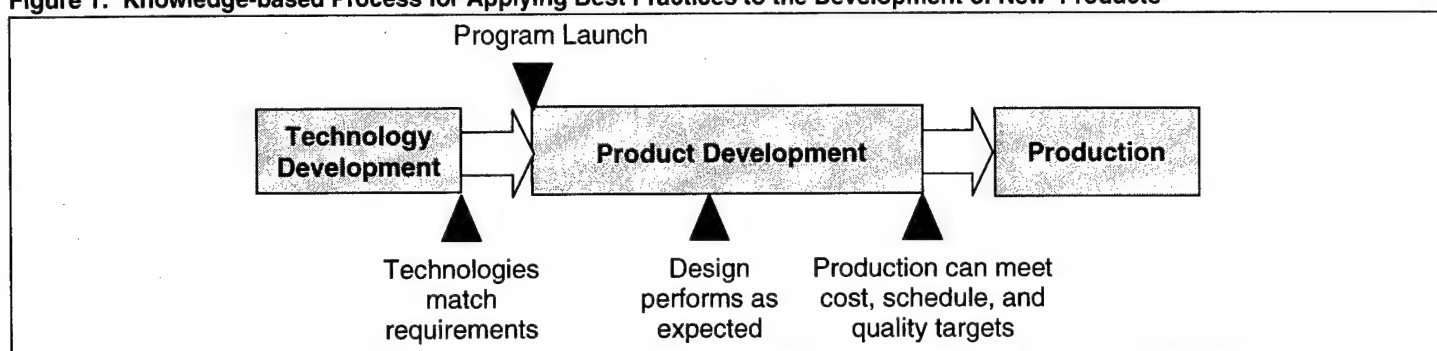 Figure 1: Knowledge-based Process for Applying Best Practices to the Development of New Products
Program Launch
Technology
Development
Product Development
Production
Technologies
match
requirements
Design
performs as
expected
Production can meet
cost, schedule, and
quality targets